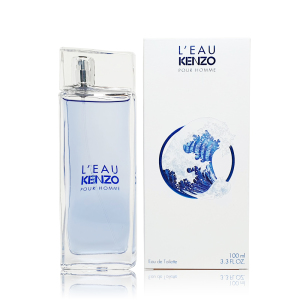 L'EAU
KENZO
POUR HOMME
L'EAU
KENZO
POUR HOMME
Eau de Toilette
100 ml
3.3 FL.OZ.